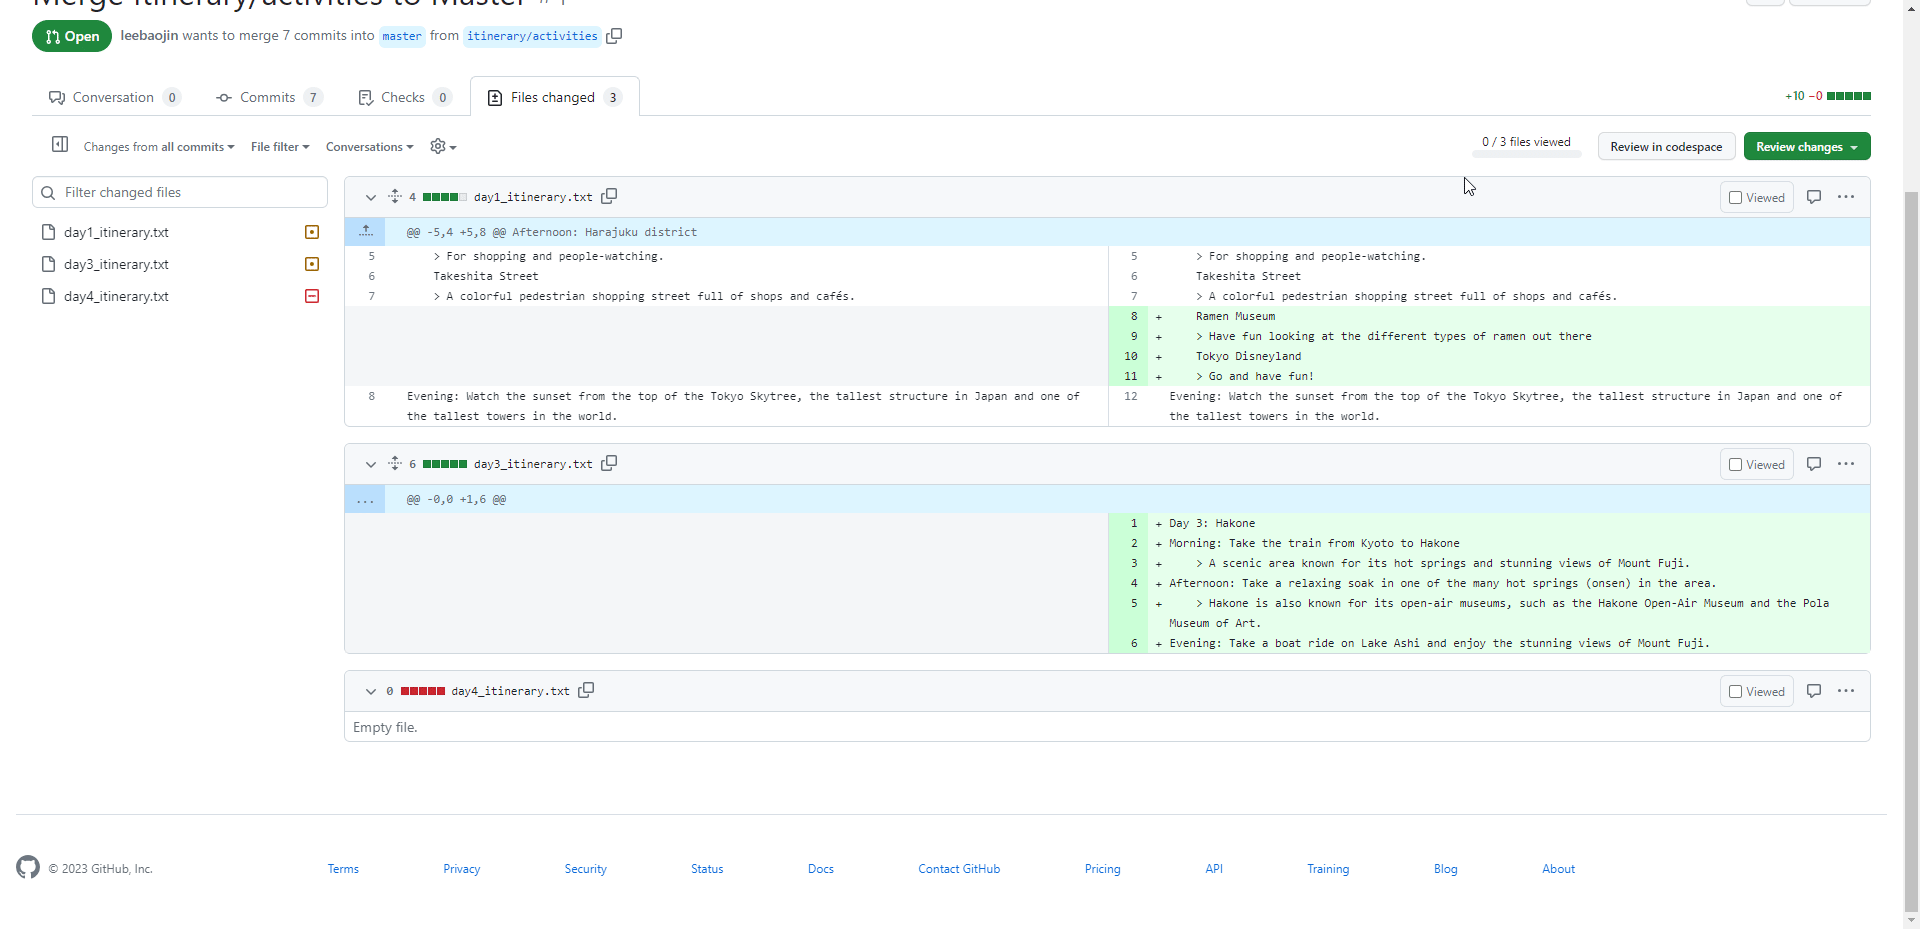 Merge itinerary/activities to Master
Open leebaojin wants to merge 7 commits into master from itinerary/activities
Conversation 0 Commits 7 Checks 0 Files changed 3 +10 −0
Changes from all commits File filter Conversations 0 / 3 files viewed Review in codespace Review changes
Filter changed files
day1_itinerary.txt
day3_itinerary.txt
day4_itinerary.txt
4 day1_itinerary.txt Viewed
@@ -5,4 +5,8 @@ Afternoon: Harajuku district
5 > For shopping and people-watching. 5 > For shopping and people-watching.
6 Takeshita Street 6 Takeshita Street
7 > A colorful pedestrian shopping street full of shops and cafés. 7 > A colorful pedestrian shopping street full of shops and cafés.
8 + Ramen Museum
9 + > Have fun looking at the different types of ramen out there
10 + Tokyo Disneyland
11 + > Go and have fun!
8 Evening: Watch the sunset from the top of the Tokyo Skytree, the tallest structure in Japan and one of 12 Evening: Watch the sunset from the top of the Tokyo Skytree, the tallest structure in Japan and one of
the tallest towers in the world. the tallest towers in the world.
6 day3_itinerary.txt Viewed
... @@ -0,0 +1,6 @@
1 + Day 3: Hakone
2 + Morning: Take the train from Kyoto to Hakone
3 + > A scenic area known for its hot springs and stunning views of Mount Fuji.
4 + Afternoon: Take a relaxing soak in one of the many hot springs (onsen) in the area.
5 + > Hakone is also known for its open-air museums, such as the Hakone Open-Air Museum and the Pola
Museum of Art.
6 + Evening: Take a boat ride on Lake Ashi and enjoy the stunning views of Mount Fuji.
0 day4_itinerary.txt Viewed
Empty file.
© 2023 GitHub, Inc. Terms Privacy Security Status Docs Contact GitHub Pricing API Training Blog About